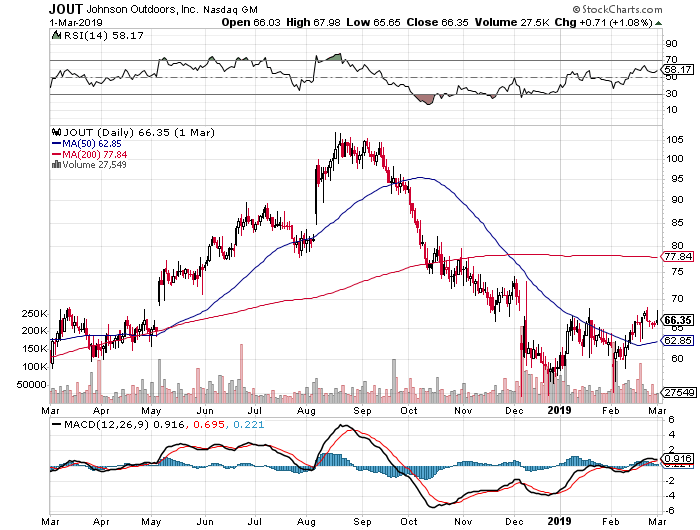 JOUT Johnson Outdoors, Inc. Nasdaq GM
© StockCharts.com
1-Mar-2019
Open 66.03 High 67.98 Low 65.65 Close 66.35 Volume 27.5K Chg +0.71 (+1.08%)
RSI(14) 58.17
90
70
58.17
50
30
10
JOUT (Daily) 66.35 (1 Mar)
MA(50) 62.85
MA(200) 77.84
Volume 27,549
105
100
95
90
85
80
77.84
75
70
250K
66.35
200K
65
150K
62.85
100K
60
50000
27549
Mar Apr May Jun Jul Aug Sep Oct Nov Dec 2019 Feb Mar
MACD(12,26,9) 0.916, 0.695, 0.221
6
4
2
0.916
0.221
-2
-4
-6
Mar Apr May Jun Jul Aug Sep Oct Nov Dec 2019 Feb Mar